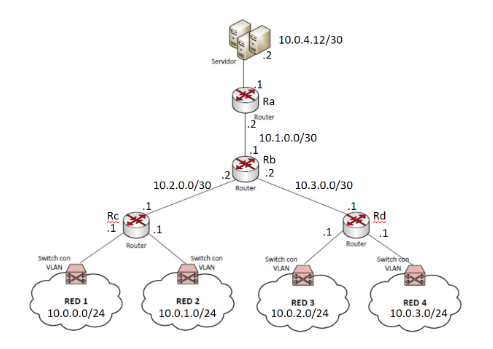 10.0.4.12/30
.2
Servidor
.1
Ra
Router
.2
10.1.0.0/30
.1
Rb
.2
.2
10.2.0.0/30
10.3.0.0/30
Router
.1
.1
Rc
Rd
.1
.1
.1
.1
Router
Router
Switch con
VLAN
Switch con
VLAN
Switch con
VLAN
Switch con
VLAN
RED 1
10.0.0.0/24
RED 2
10.0.1.0/24
RED 3
10.0.2.0/24
RED 4
10.0.3.0/24